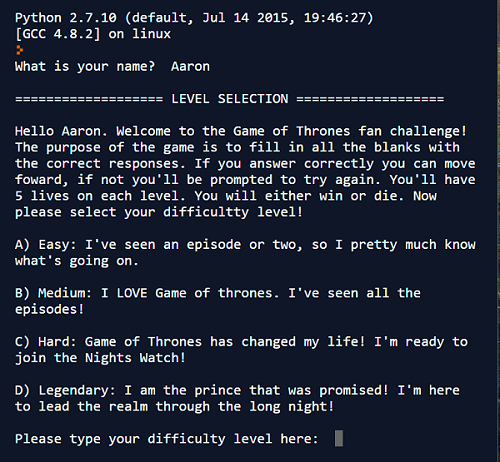 Python 2.7.10 (default, Jul 14 2015, 19:46:27)
[GCC 4.8.2] on linux
What is your name?  Aaron
=================== LEVEL SELECTION ===================
Hello Aaron. Welcome to the Game of Thrones fan challenge!
The purpose of the game is to fill in all the blanks with
the correct responses. If you answer correctly you can move
foward, if not you'll be prompted to try again. You'll have
5 lives on each level. You will either win or die. Now
please select your difficultty level!
A) Easy: I've seen an episode or two, so I pretty much know
what's going on.
B) Medium: I LOVE Game of thrones. I've seen all the
episodes!
C) Hard: Game of Thrones has changed my life! I'm ready to
join the Nights Watch!
D) Legendary: I am the prince that was promised! I'm here
to lead the realm through the long night!
Please type your difficulty level here: